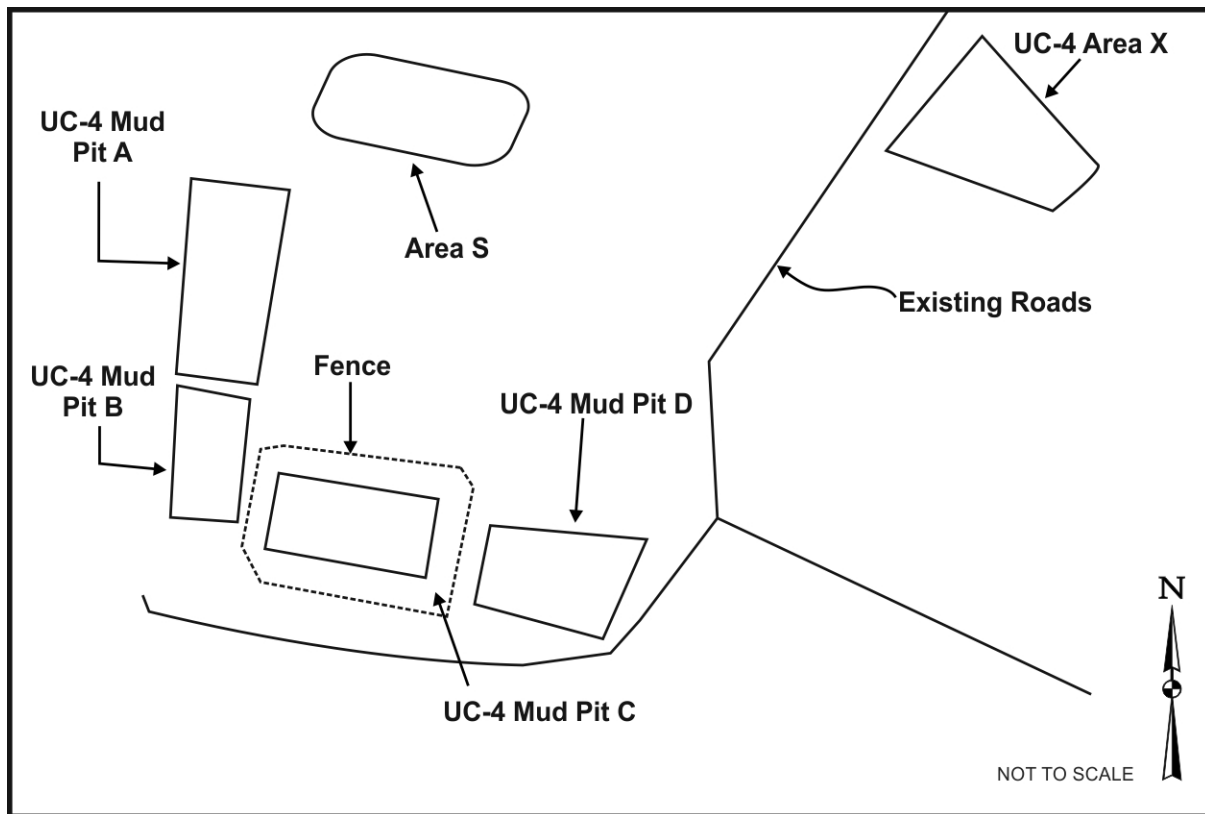 UC-4 Area X
UC-4 Mud
Pit A
Area S
Existing Roads
UC-4 Mud
Pit B
Fence
UC-4 Mud Pit D
UC-4 Mud Pit C
N
NOT TO SCALE